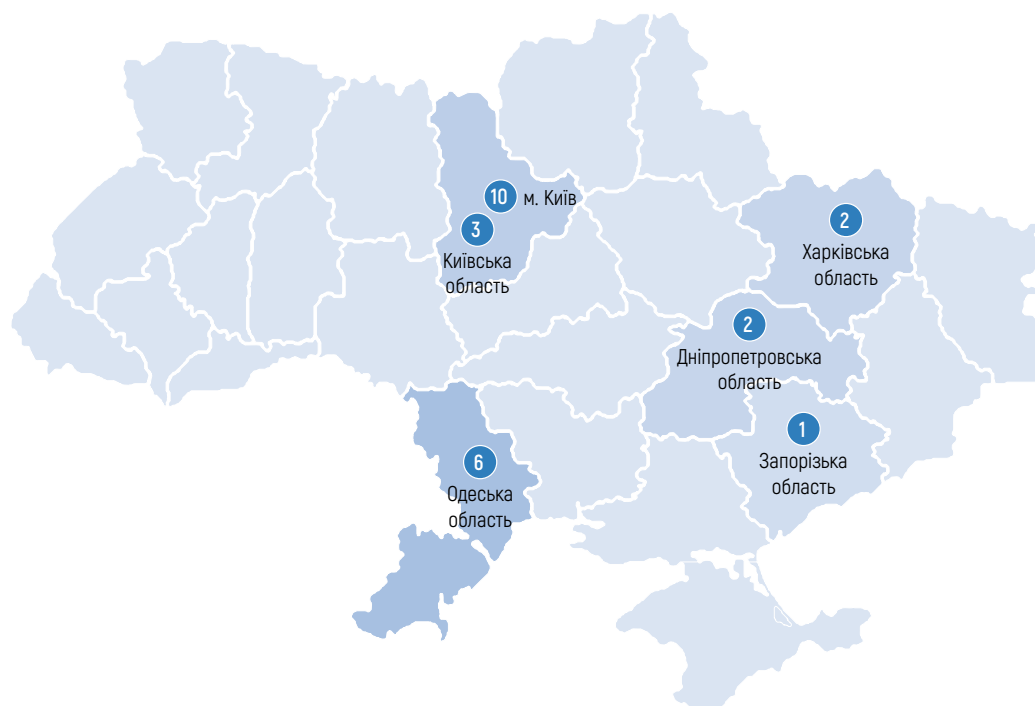 10 м. Київ
3
Київська
область
2
Харківська
область
2
Дніпропетровська
область
1
Запорізька
область
6
Одеська
область